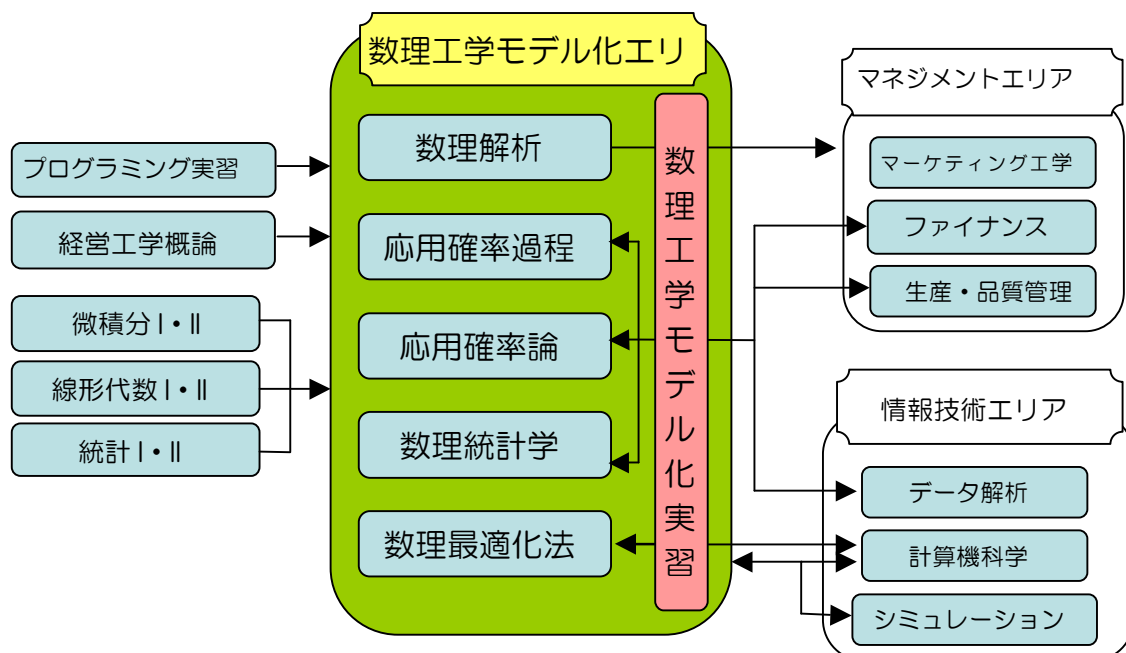 数理工学モデル化エリ
数理解析
応用確率過程
応用確率論
数理統計学
数理最適化法
数理工学モデル化実習
プログラミング実習
経営工学概論
微積分Ⅰ・Ⅱ
線形代数Ⅰ・Ⅱ
統計Ⅰ・Ⅱ
マネジメントエリア
マーケティング工学
ファイナンス
生産・品質管理
情報技術エリア
データ解析
計算機科学
シミュレーション